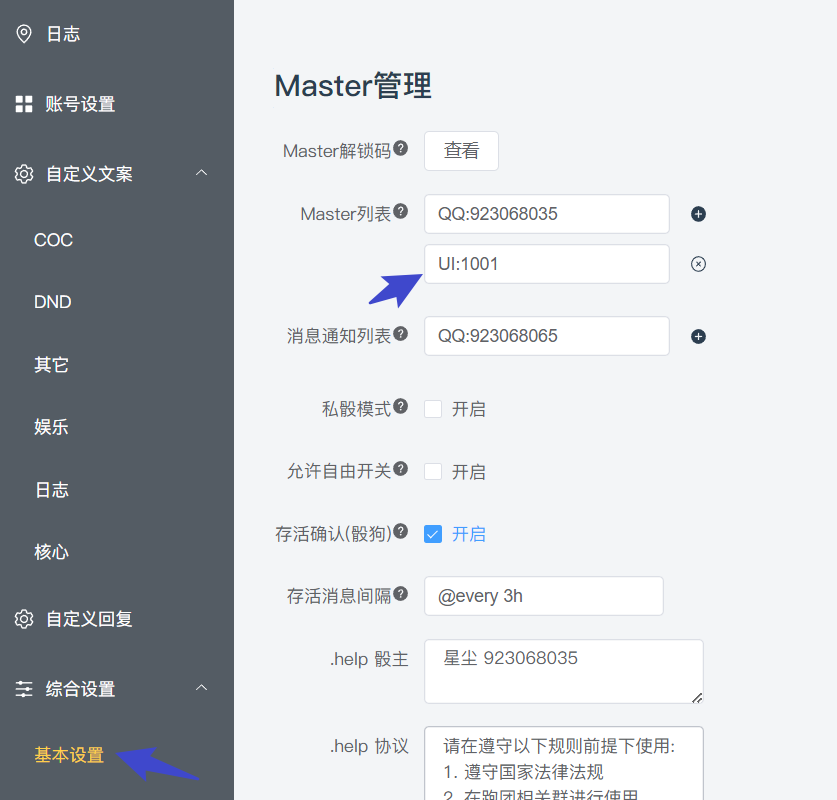 日志
账号设置
自定义文案
COC
DND
其它
娱乐
日志
核心
自定义回复
综合设置
基本设置
Master管理
Master解锁码 查看
Master列表 QQ:923068035
UI:1001
消息通知列表 QQ:923068065
私骰模式 开启
允许自由开关 开启
存活确认(骰狗) 开启
存活消息间隔 @every 3h
.help 骰主 星尘 923068035
.help 协议 请在遵守以下规则前提下使用:
1. 遵守国家法律法规
2. 在跑团相关群进行使用